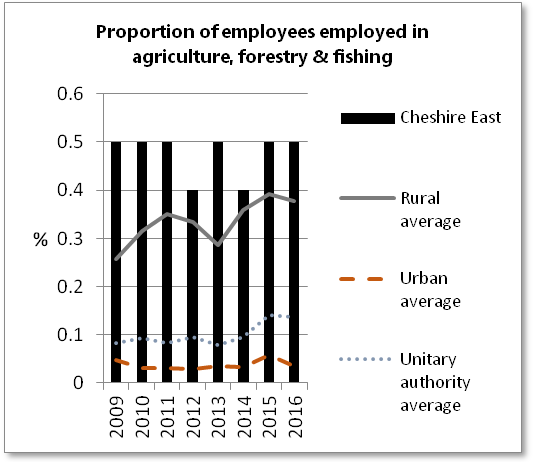 Proportion of employees employed in
agriculture, forestry & fishing
0.6
0.5
0.4
0.3
0.2
0.1
0
%
2009
2010
2011
2012
2013
2014
2015
2016
Cheshire East
Rural
average
Urban
average
Unitary
authority
average